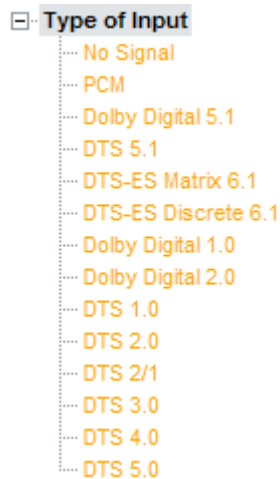 Type of Input
No Signal
PCM
Dolby Digital 5.1
DTS 5.1
DTS-ES Matrix 6.1
DTS-ES Discrete 6.1
Dolby Digital 1.0
Dolby Digital 2.0
DTS 1.0
DTS 2.0
DTS 2/1
DTS 3.0
DTS 4.0
DTS 5.0